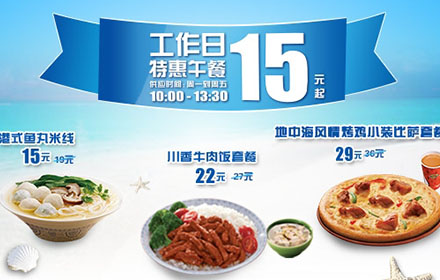 工作日
特惠午餐
供应时间:周一到周五
10:00 - 13:30
15元起
港式鱼丸米线
15元 19元
川香牛肉饭套餐
22元 27元
地中海风情烤鸡小装比萨套餐
29元 36元